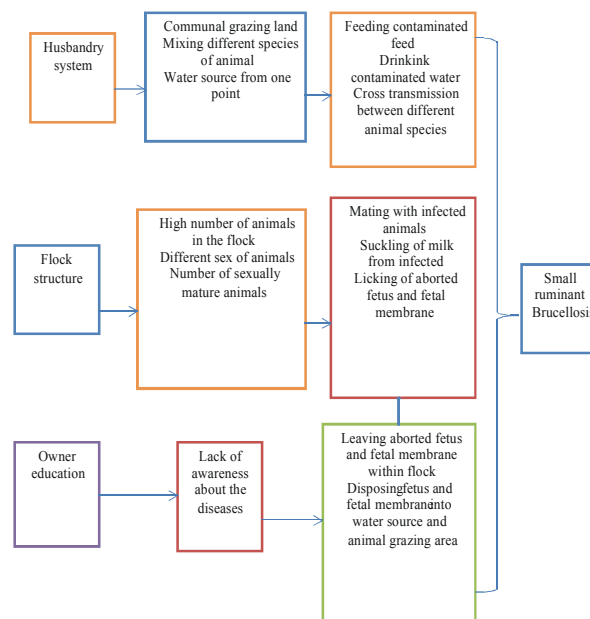 Husbandry
system
Communal grazing land
Mixing different species
of animal
Water source from one
point
Feeding contaminated
feed
Drinkink
contaminated water
Cross transmission
between different
animal species
Flock
structure
High number of animals
in the flock
Different sex of animals
Number of sexually
mature animals
Mating with infected
animals
Suckling of milk
from infected
Licking of aborted
fetus and fetal
membrane
Small
ruminant
Brucellosis
Owner
education
Lack of
awareness
about the
diseases
Leaving aborted fetus
and fetal membrane
within flock
Disposingfetus and
fetal membraneinto
water source and
animal grazing area